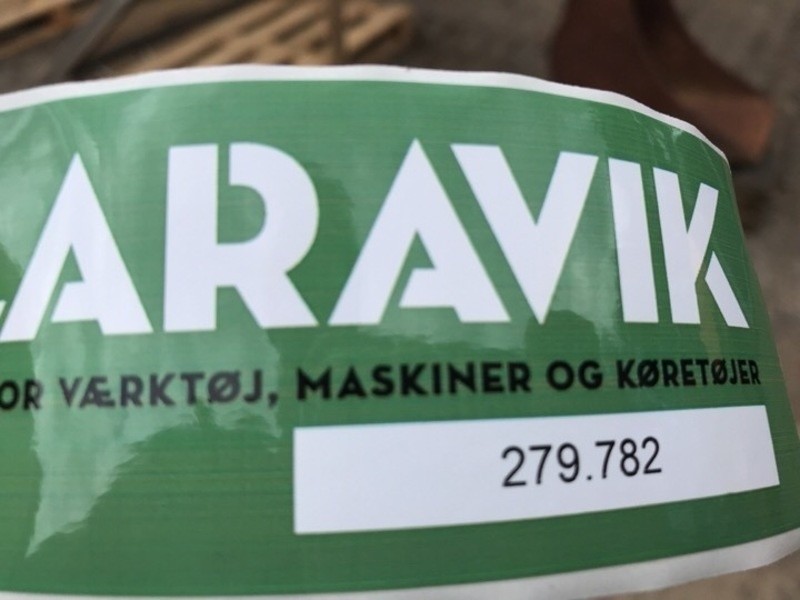 ARAVIK
OR VÆRKTØJ, MASKINER OG KØRETØJER
279.782